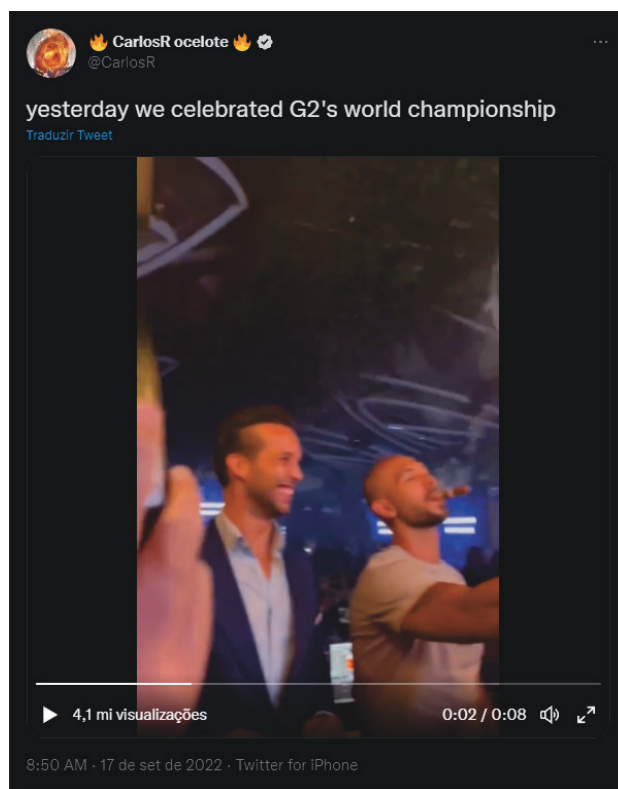 🔥 CarlosR ocelote 🔥
@CarlosR
yesterday we celebrated G2's world championship
Traduzir Tweet
4,1 mi visualizações
0:02 / 0:08
8:50 AM · 17 de set de 2022 · Twitter for iPhone